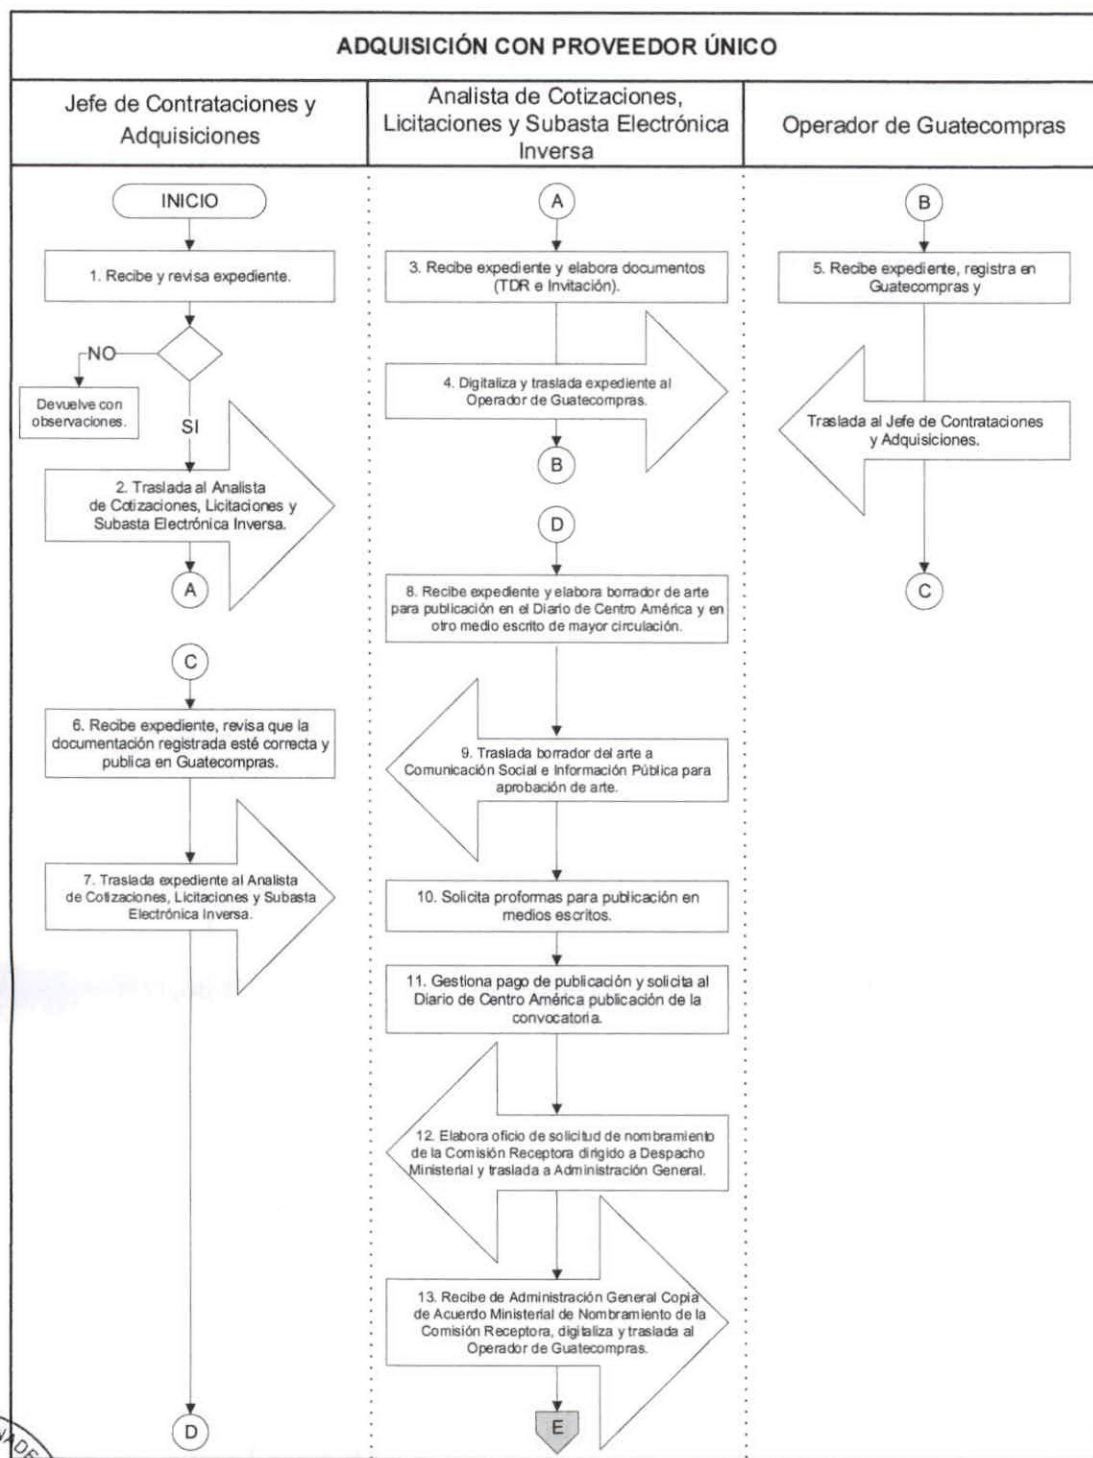 ADQUISICIÓN CON PROVEEDOR ÚNICO
Jefe de Contrataciones y
Adquisiciones
Analista de Cotizaciones,
Licitaciones y Subasta Electrónica
Inversa
Operador de Guatecompras
INICIO
1. Recibe y revisa expediente.
NO
Devuelve con
observaciones.
SI
2. Traslada al Analista
de Cotizaciones, Licitaciones y
Subasta Electrónica Inversa.
A
C
6. Recibe expediente, revisa que la
documentación registrada esté correcta y
publica en Guatecompras.
7. Traslada expediente al Analista
de Cotizaciones, Licitaciones y Subasta
Electrónica Inversa.
D
A
3. Recibe expediente y elabora documentos
(TDR e Invitación).
4. Digitaliza y traslada expediente al
Operador de Guatecompras.
B
D
8. Recibe expediente y elabora borrador de arte
para publicación en el Diario de Centro América y en
otro medio escrito de mayor circulación.
9. Traslada borrador del arte a
Comunicación Social e Información Pública para
aprobación de arte.
10. Solicita proformas para publicación en
medios escritos.
11. Gestiona pago de publicación y solicita al
Diario de Centro América publicación de la
convocatoria.
12. Elabora oficio de solicitud de nombramiento
de la Comisión Receptora dirigido a Despacho
Ministerial y traslada a Administración General.
13. Recibe de Administración General Copia
de Acuerdo Ministerial de Nombramiento de la
Comisión Receptora, digitaliza y traslada al
Operador de Guatecompras.
E
B
5. Recibe expediente, registra en
Guatecompras y
Traslada al Jefe de Contrataciones
y Adquisiciones.
C